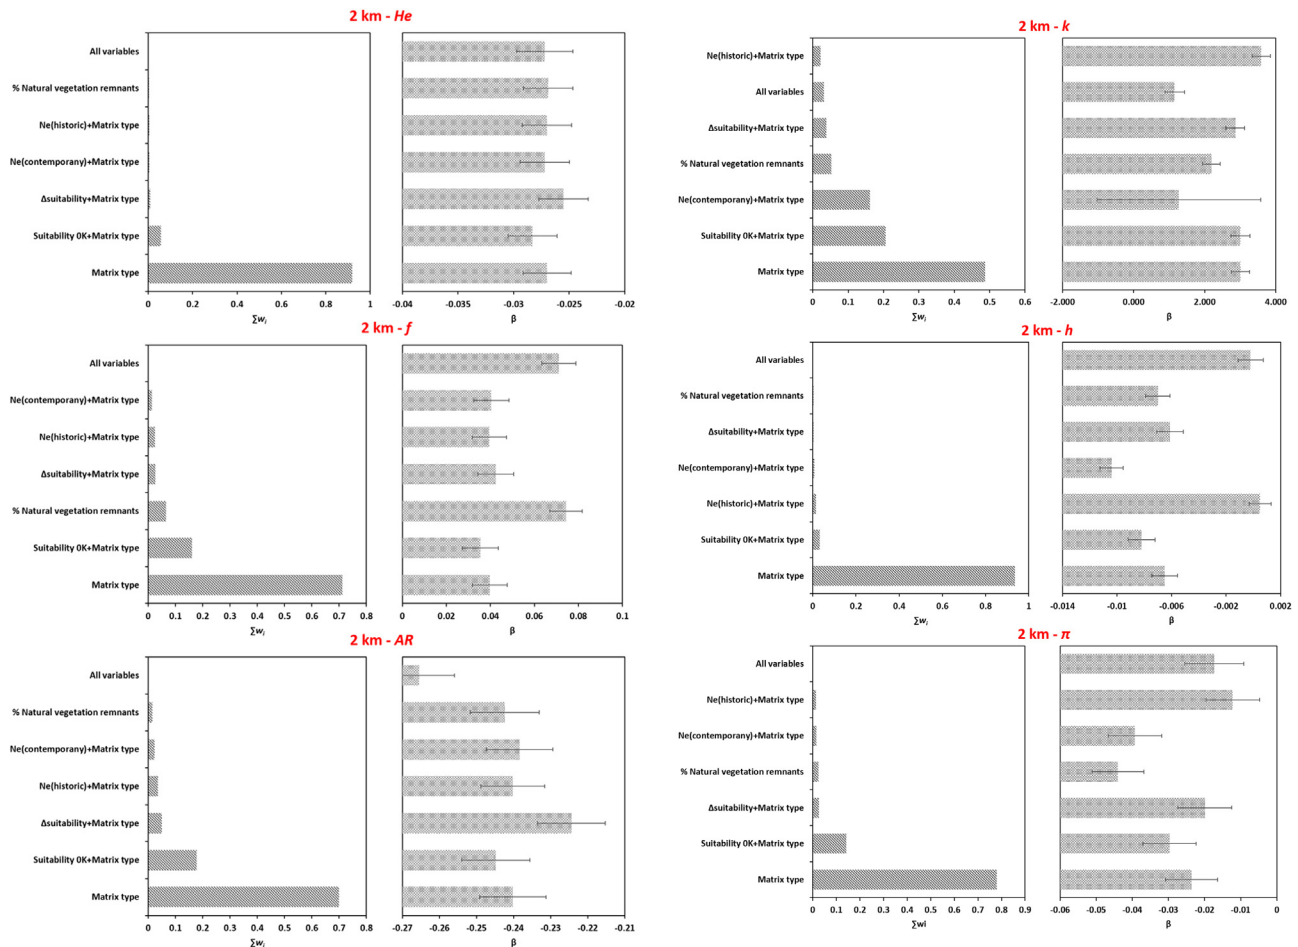 2 km - He
All variables
% Natural vegetation remnants
Ne(historic)+Matrix type
Ne(contemporany)+Matrix type
Δsuitability+Matrix type
Suitability 0K+Matrix type
Matrix type
0 0.2 0.4 0.6 0.8 1
∑wi
-0.04 -0.035 -0.03 -0.025 -0.02
β
2 km - f
All variables
Ne(contemporany)+Matrix type
Ne(historic)+Matrix type
Δsuitability+Matrix type
% Natural vegetation remnants
Suitability 0K+Matrix type
Matrix type
0 0.1 0.2 0.3 0.4 0.5 0.6 0.7 0.8
∑wi
0 0.02 0.04 0.06 0.08 0.1
β
2 km - AR
All variables
% Natural vegetation remnants
Ne(contemporany)+Matrix type
Ne(historic)+Matrix type
Δsuitability+Matrix type
Suitability 0K+Matrix type
Matrix type
0 0.1 0.2 0.3 0.4 0.5 0.6 0.7 0.8
∑wi
-0.27 -0.26 -0.25 -0.24 -0.23 -0.22 -0.21
β
2 km - k
Ne(historic)+Matrix type
All variables
Δsuitability+Matrix type
% Natural vegetation remnants
Ne(contemporany)+Matrix type
Suitability 0K+Matrix type
Matrix type
0 0.1 0.2 0.3 0.4 0.5 0.6
∑wi
-2.000 0.000 2.000 4.000
β
2 km - h
All variables
% Natural vegetation remnants
Δsuitability+Matrix type
Ne(contemporany)+Matrix type
Ne(historic)+Matrix type
Suitability 0K+Matrix type
Matrix type
0 0.2 0.4 0.6 0.8 1
∑wi
-0.014 -0.01 -0.006 -0.002 0.002
β
2 km - π
All variables
Ne(historic)+Matrix type
Ne(contemporany)+Matrix type
% Natural vegetation remnants
Δsuitability+Matrix type
Suitability 0K+Matrix type
Matrix type
0 0.1 0.2 0.3 0.4 0.5 0.6 0.7 0.8 0.9
∑wi
-0.06 -0.05 -0.04 -0.03 -0.02 -0.01 0
β